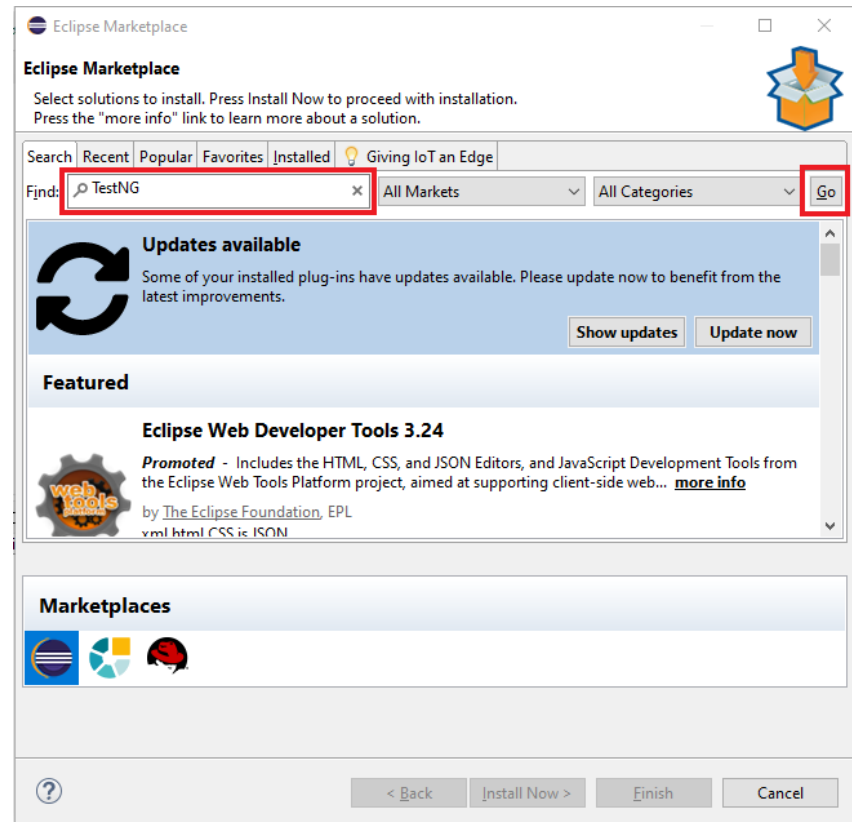 Eclipse Marketplace
Eclipse Marketplace
Select solutions to install. Press Install Now to proceed with installation.
Press the "more info" link to learn more about a solution.
Search Recent Popular Favorites Installed Giving IoT an Edge
Find: TestNG All Markets All Categories Go
Updates available
Some of your installed plug-ins have updates available. Please update now to benefit from the
latest improvements.
Show updates Update now
Featured
Eclipse Web Developer Tools 3.24
Promoted - Includes the HTML, CSS, and JSON Editors, and JavaScript Development Tools from
the Eclipse Web Tools Platform project, aimed at supporting client-side web... more info
web tools platform
by The Eclipse Foundation, EPL
xml html CSS js JSON
Marketplaces
< Back Install Now > Finish Cancel